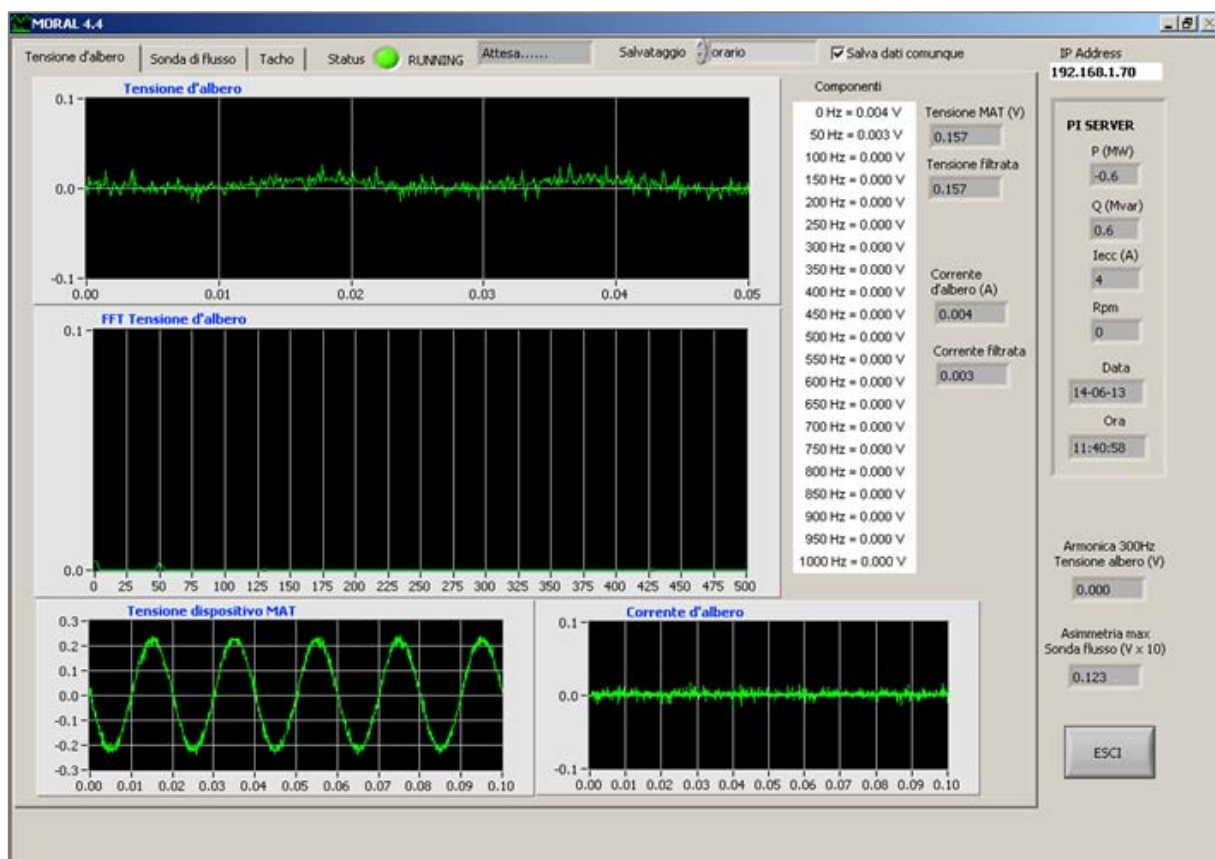 MORAL 4.4
Tensione d'albero
Sonda di flusso
Tacho
Status
RUNNING
Attesa......
Salvataggio
orario
Salva dati comunque
IP Address
192.168.1.70
Tensione d'albero
0.1
0.0
-0.1
0.00 0.01 0.02 0.03 0.04 0.05
FFT Tensione d'albero
0.1
0.0
0 25 50 75 100 125 150 175 200 225 250 275 300 325 350 375 400 425 450 475 500
Componenti
0 Hz = 0.004 V
50 Hz = 0.003 V
100 Hz = 0.000 V
150 Hz = 0.000 V
200 Hz = 0.000 V
250 Hz = 0.000 V
300 Hz = 0.000 V
350 Hz = 0.000 V
400 Hz = 0.000 V
450 Hz = 0.000 V
500 Hz = 0.000 V
550 Hz = 0.000 V
600 Hz = 0.000 V
650 Hz = 0.000 V
700 Hz = 0.000 V
750 Hz = 0.000 V
800 Hz = 0.000 V
850 Hz = 0.000 V
900 Hz = 0.000 V
950 Hz = 0.000 V
1000 Hz = 0.000 V
Tensione MAT (V)
0.157
Tensione filtrata
0.157
Corrente
d'albero (A)
0.004
Corrente filtrata
0.003
PI SERVER
P (MW)
-0.6
Q (Mvar)
0.6
Iecc (A)
4
Rpm
0
Data
14-06-13
Ora
11:40:58
Tensione dispositivo MAT
0.3
0.2
0.1
0.0
-0.1
-0.2
-0.3
0.00 0.01 0.02 0.03 0.04 0.05 0.06 0.07 0.08 0.09 0.10
Corrente d'albero
0.1
0.0
-0.1
0.00 0.01 0.02 0.03 0.04 0.05 0.06 0.07 0.08 0.09 0.10
Armonica 300Hz
Tensione albero (V)
0.000
Asimmetria max
Sonda flusso (V x 10)
0.123
ESCI